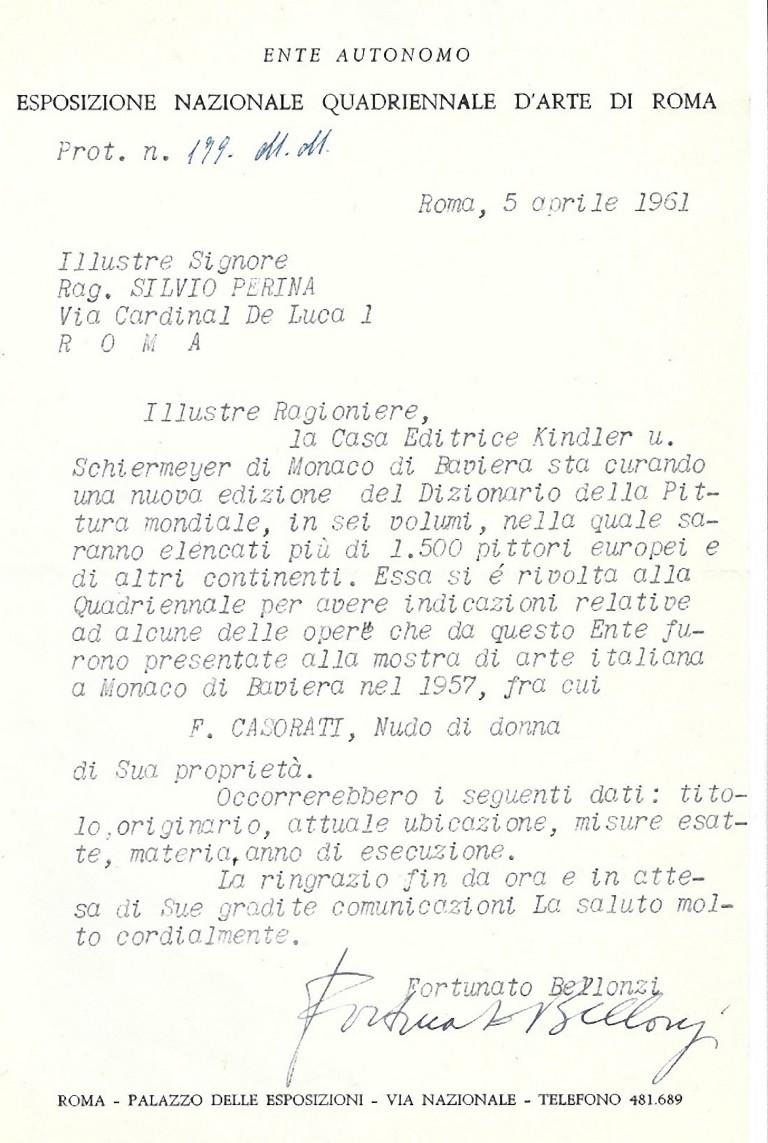 ENTE AUTONOMO
ESPOSIZIONE NAZIONALE QUADRIENNALE D'ARTE DI ROMA
Prot. n. 179. M.M.
Roma, 5 aprile 1961
Illustre Signore
Rag. SILVIO PERINA
Via Cardinal De Luca 1
R O M A
Illustre Ragioniere,
la Casa Editrice Kindler u.
Schiermeyer di Monaco di Baviera sta curando
una nuova edizione del Dizionario della Pit-
tura mondiale, in sei volumi, nella quale sa-
ranno elencati più di 1.500 pittori europei e
di altri continenti. Essa si é rivolta alla
Quadriennale per avere indicazioni relative
ad alcune delle opere che da questo Ente fu-
rono presentate alla mostra di arte italiana
a Monaco di Baviera nel 1957, fra cui
F. CASORATI, Nudo di donna
di Sua proprietà.
Occorrerebbero i seguenti dati: tito-
lo,originario, attuale ubicazione, misure esat-
te, materia,anno di esecuzione.
La ringrazio fin da ora e in atte-
sa di Sue gradite comunicazioni La saluto mol-
to cordialmente.
Fortunato Bellonzi
Fortunato Bellonzi
ROMA - PALAZZO DELLE ESPOSIZIONI - VIA NAZIONALE - TELEFONO 481.689